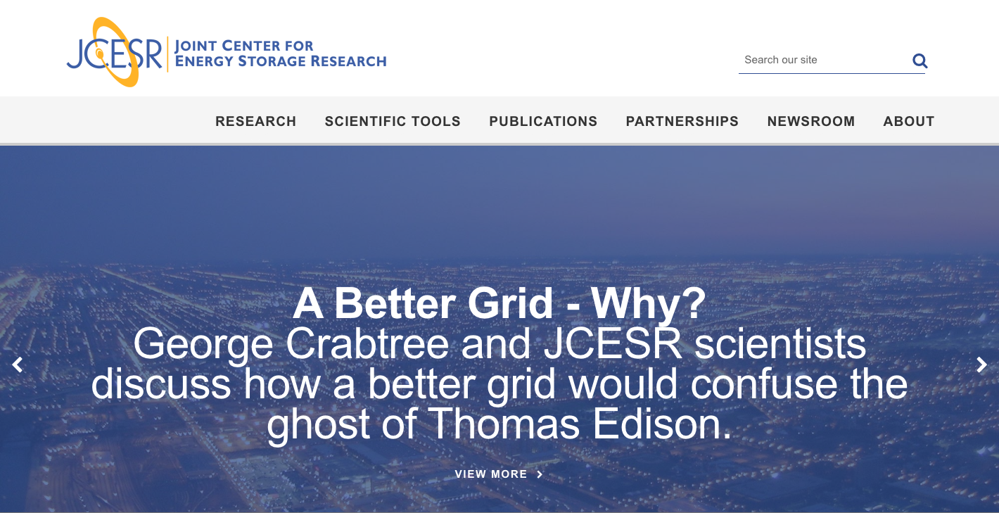 JCESR
JOINT CENTER FOR
ENERGY STORAGE RESEARCH
Search our site
RESEARCH SCIENTIFIC TOOLS PUBLICATIONS PARTNERSHIPS NEWSROOM ABOUT
A Better Grid - Why?
George Crabtree and JCESR scientists
discuss how a better grid would confuse the
ghost of Thomas Edison.
VIEW MORE